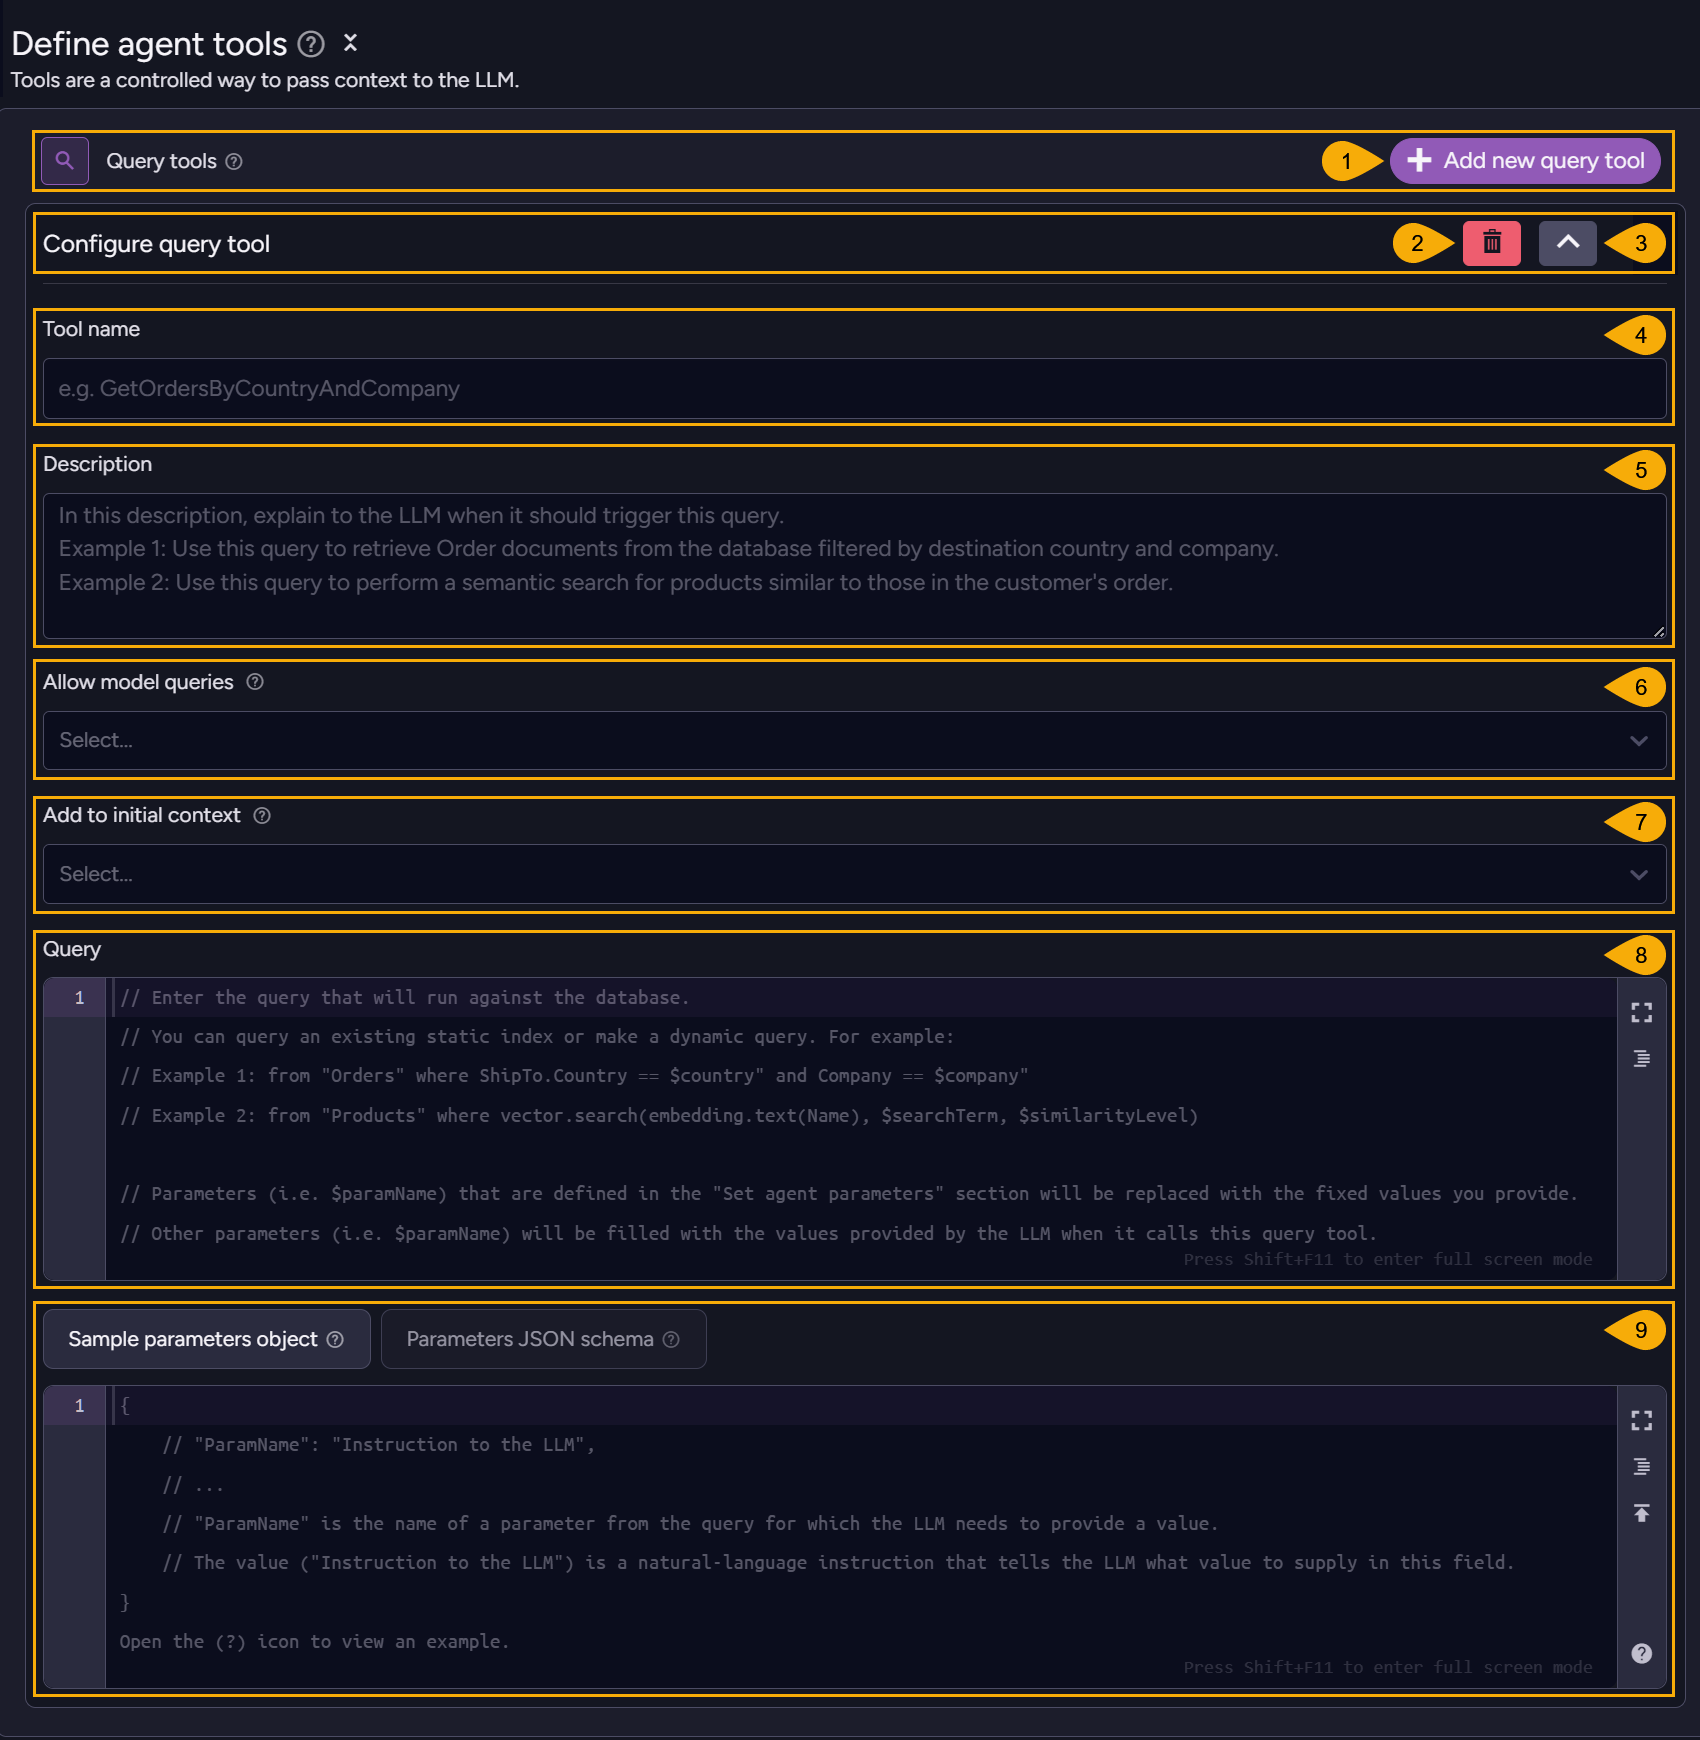 Define agent tools ?
Tools are a controlled way to pass context to the LLM.
Query tools ? 1 Add new query tool
Configure query tool 2 3
Tool name 4
e.g. GetOrdersByCountryAndCompany
Description 5
In this description, explain to the LLM when it should trigger this query.
Example 1: Use this query to retrieve Order documents from the database filtered by destination country and company.
Example 2: Use this query to perform a semantic search for products similar to those in the customer's order.
Allow model queries ? 6
Select...
Add to initial context ? 7
Select...
Query 8
1 // Enter the query that will run against the database.
// You can query an existing static index or make a dynamic query. For example:
// Example 1: from "Orders" where ShipTo.Country == $country" and Company == $company"
// Example 2: from "Products" where vector.search(embedding.text(Name), $searchTerm, $similarityLevel)
// Parameters (i.e. $paramName) that are defined in the "Set agent parameters" section will be replaced with the fixed values you provide.
// Other parameters (i.e. $paramName) will be filled with the values provided by the LLM when it calls this query tool.
Press Shift+F11 to enter full screen mode
Sample parameters object ? Parameters JSON schema ? 9
1 {
// "ParamName": "Instruction to the LLM",
// ...
// "ParamName" is the name of a parameter from the query for which the LLM needs to provide a value.
// The value ("Instruction to the LLM") is a natural-language instruction that tells the LLM what value to supply in this field.
}
Open the (?) icon to view an example.
?
Press Shift+F11 to enter full screen mode